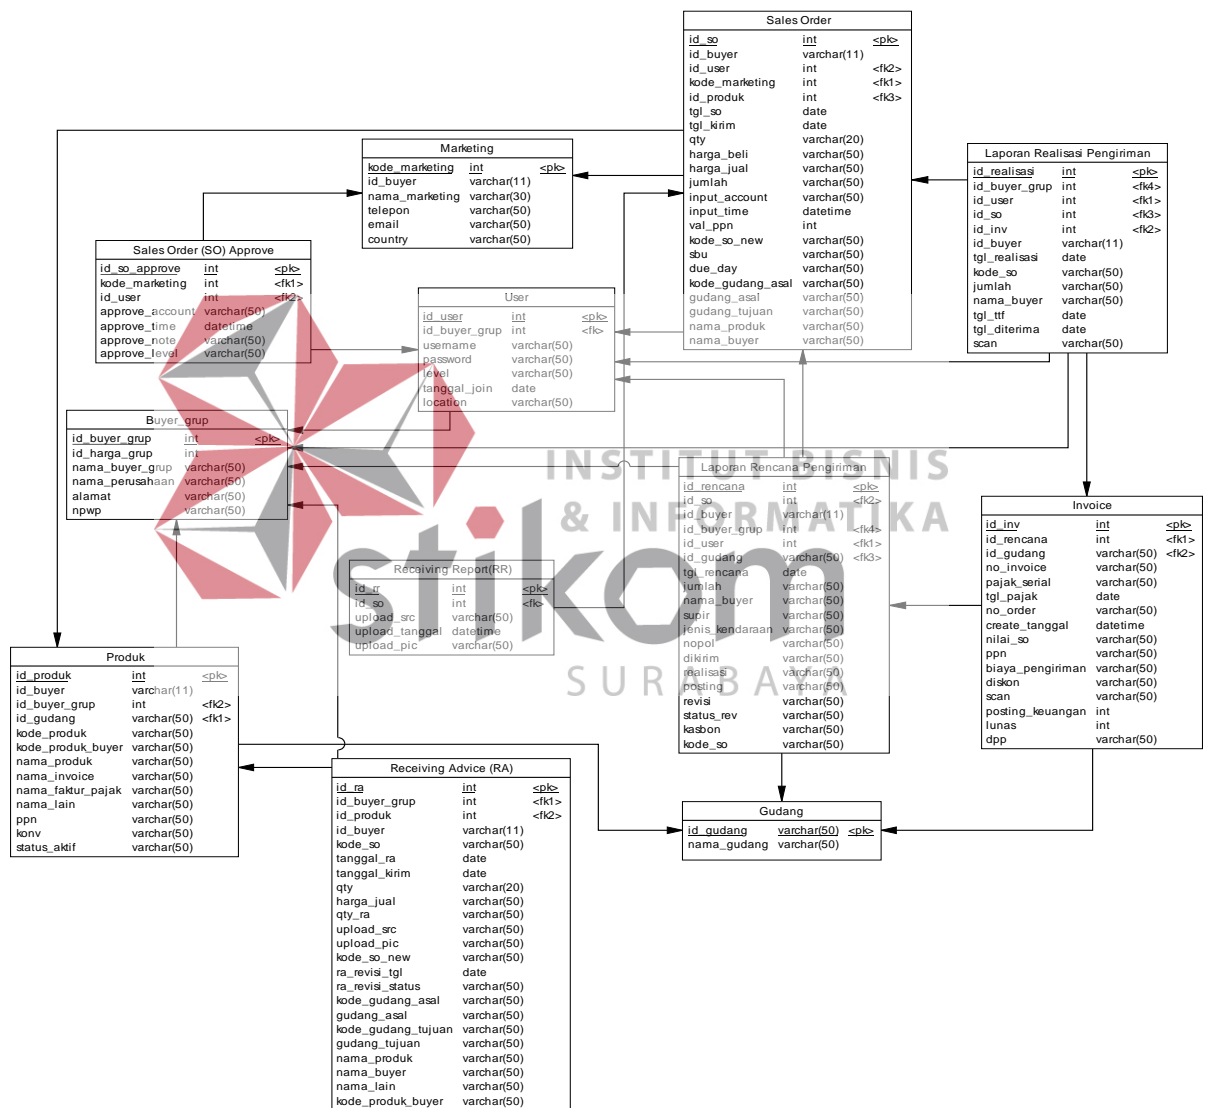 Sales Order
id_so int <pk>
id_buyer varchar(11)
id_user int <fk2>
kode_marketing int <fk1>
id_produk int <fk3>
tgl_so date
tgl_kirim date
qty varchar(20)
harga_beli varchar(50)
harga_jual varchar(50)
jumlah varchar(50)
input_account varchar(50)
input_time datetime
val_ppn int
kode_so_new varchar(50)
sbu varchar(50)
due_day varchar(50)
kode_gudang_asal varchar(50)
gudang_asal varchar(50)
gudang_tujuan varchar(50)
nama_produk varchar(50)
nama_buyer varchar(50)
Marketing
kode_marketing int <pk>
id_buyer varchar(11)
nama_marketing varchar(30)
telepon varchar(50)
email varchar(50)
country varchar(50)
Laporan Realisasi Pengiriman
id_realisasi int <pk>
id_buyer_grup int <fk4>
id_user int <fk1>
id_so int <fk3>
id_inv int <fk2>
id_buyer varchar(11)
tgl_realisasi date
kode_so varchar(50)
jumlah varchar(50)
nama_buyer varchar(50)
tgl_ttf date
tgl_diterima date
scan varchar(50)
Sales Order (SO) Approve
id_so_approve int <pk>
kode_marketing int <fk1>
id_user int <fk2>
approve_account varchar(50)
approve_time datetime
approve_note varchar(50)
approve_level varchar(50)
User
id_user int <pk>
id_buyer_grup int <fk>
username varchar(50)
password varchar(50)
level varchar(50)
tanggal_join date
location varchar(50)
Buyer_grup
id_buyer_grup int <pk>
id_harga_grup int
nama_buyer_grup varchar(50)
nama_perusahaan varchar(50)
alamat varchar(50)
npwp varchar(50)
INSTITUT BISNIS
& INFORMATIKA
stikom
SURABAYA
Laporan Rencana Pengiriman
id_rencana int <pk>
id_so int <fk2>
id_buyer varchar(11)
id_buyer_grup int <fk4>
id_user int <fk1>
id_gudang varchar(50) <fk3>
tgl_rencana date
jumlah varchar(50)
nama_buyer varchar(50)
supir varchar(50)
jenis_kendaraan varchar(50)
nopol varchar(50)
dikirim varchar(50)
realisasi varchar(50)
posting varchar(50)
revisi varchar(50)
status_rev varchar(50)
kasbon varchar(50)
kode_so varchar(50)
Invoice
id_inv int <pk>
id_rencana int <fk1>
id_gudang varchar(50) <fk2>
no_invoice varchar(50)
pajak_serial varchar(50)
tgl_pajak date
no_order varchar(50)
create_tanggal datetime
nilai_so varchar(50)
ppn varchar(50)
biaya_pengiriman varchar(50)
diskon varchar(50)
scan varchar(50)
posting_keuangan int
lunas int
dpp varchar(50)
Receiving Report(RR)
id_rr int <pk>
id_so int <fk>
upload_src varchar(50)
upload_tanggal datetime
upload_pic varchar(50)
Produk
id_produk int <pk>
id_buyer varchar(11)
id_buyer_grup int <fk2>
id_gudang varchar(50) <fk1>
kode_produk varchar(50)
kode_produk_buyer varchar(50)
nama_produk varchar(50)
nama_invoice varchar(50)
nama_faktur_pajak varchar(50)
nama_lain varchar(50)
ppn varchar(50)
konv varchar(50)
status_aktif varchar(50)
Receiving Advice (RA)
id_ra int <pk>
id_buyer_grup int <fk1>
id_produk int <fk2>
id_buyer varchar(11)
kode_so varchar(50)
tanggal_ra date
tanggal_kirim date
qty varchar(20)
harga_jual varchar(50)
qty_ra varchar(50)
upload_src varchar(50)
upload_pic varchar(50)
kode_so_new varchar(50)
ra_revisi_tgl date
ra_revisi_status varchar(50)
kode_gudang_asal varchar(50)
gudang_asal varchar(50)
kode_gudang_tujuan varchar(50)
gudang_tujuan varchar(50)
nama_produk varchar(50)
nama_buyer varchar(50)
nama_lain varchar(50)
kode_produk_buyer varchar(50)
Gudang
id_gudang varchar(50) <pk>
nama_gudang varchar(50)